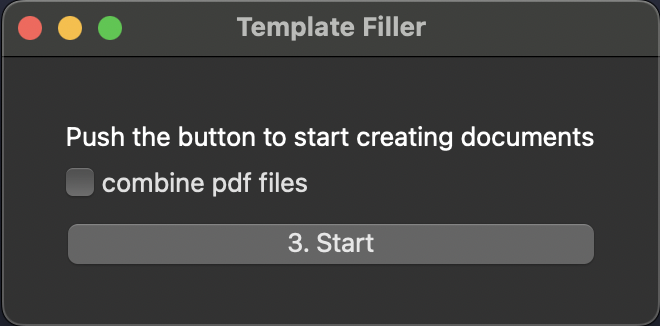 Template Filler
Push the button to start creating documents
combine pdf files
3. Start